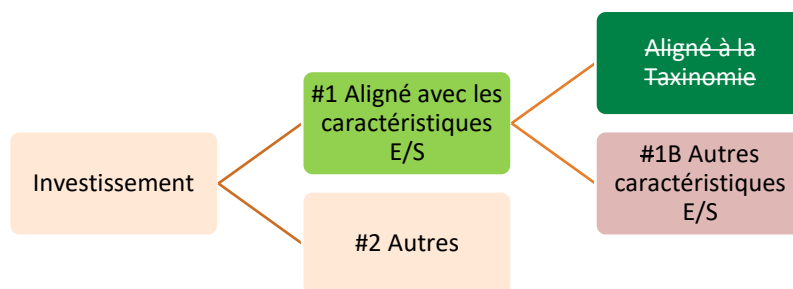 Investissement
#1 Aligné avec les
caractéristiques
E/S
#2 Autres
Aligné à la
Taxinomie
#1B Autres
caractéristiques
E/S